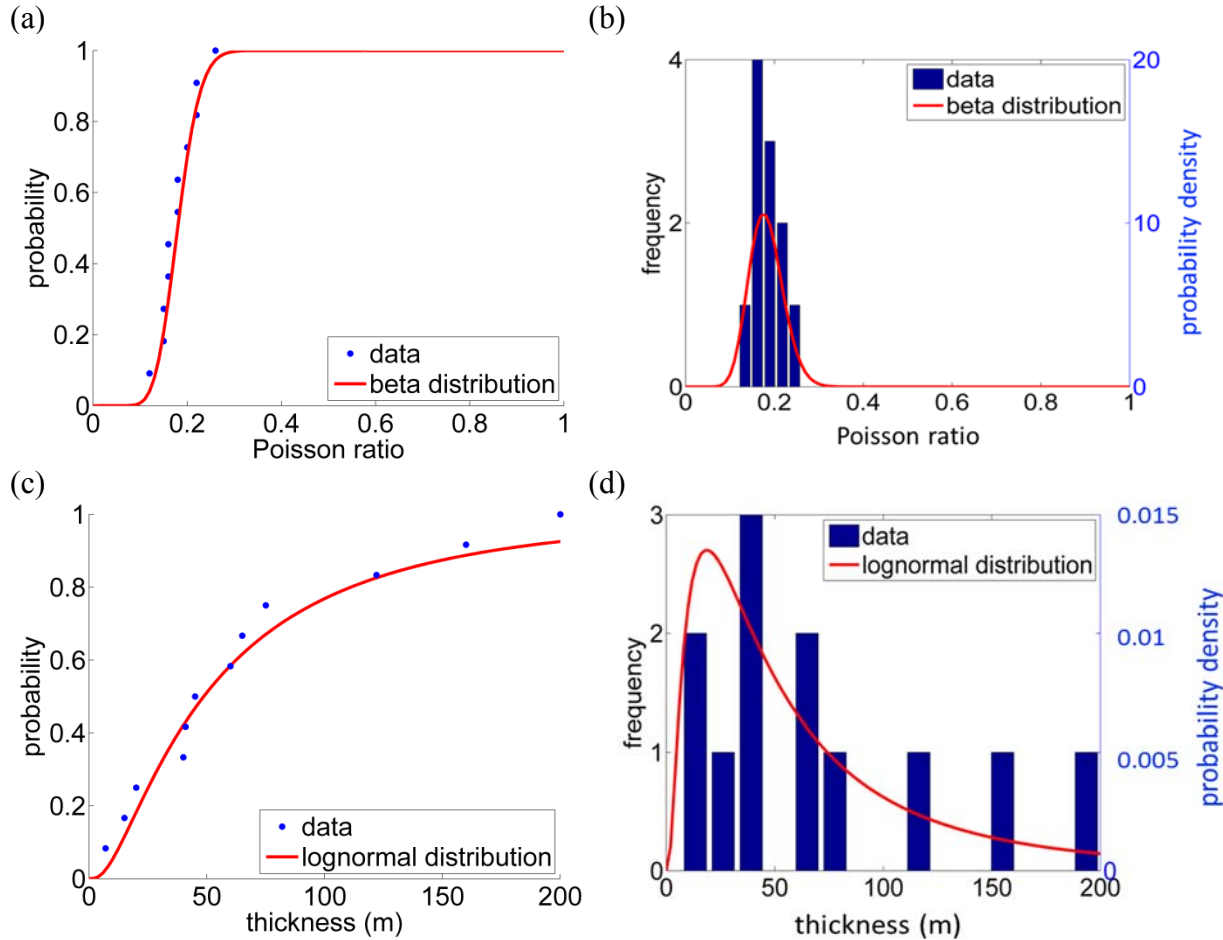 (a)
1
0.8
0.6
0.4
0.2
0
probability
data
beta distribution
0 0.2 0.4 0.6 0.8 1
Poisson ratio
(b)
4
2
0
frequency
data
beta distribution
20
10
0
probability density
0 0.2 0.4 0.6 0.8 1
Poisson ratio
(c)
1
0.8
0.6
0.4
0.2
0
probability
data
lognormal distribution
0 50 100 150 200
thickness (m)
(d)
3
2
1
0
frequency
data
lognormal distribution
0.015
0.01
0.005
0
probability density
0 50 100 150 200
thickness (m)